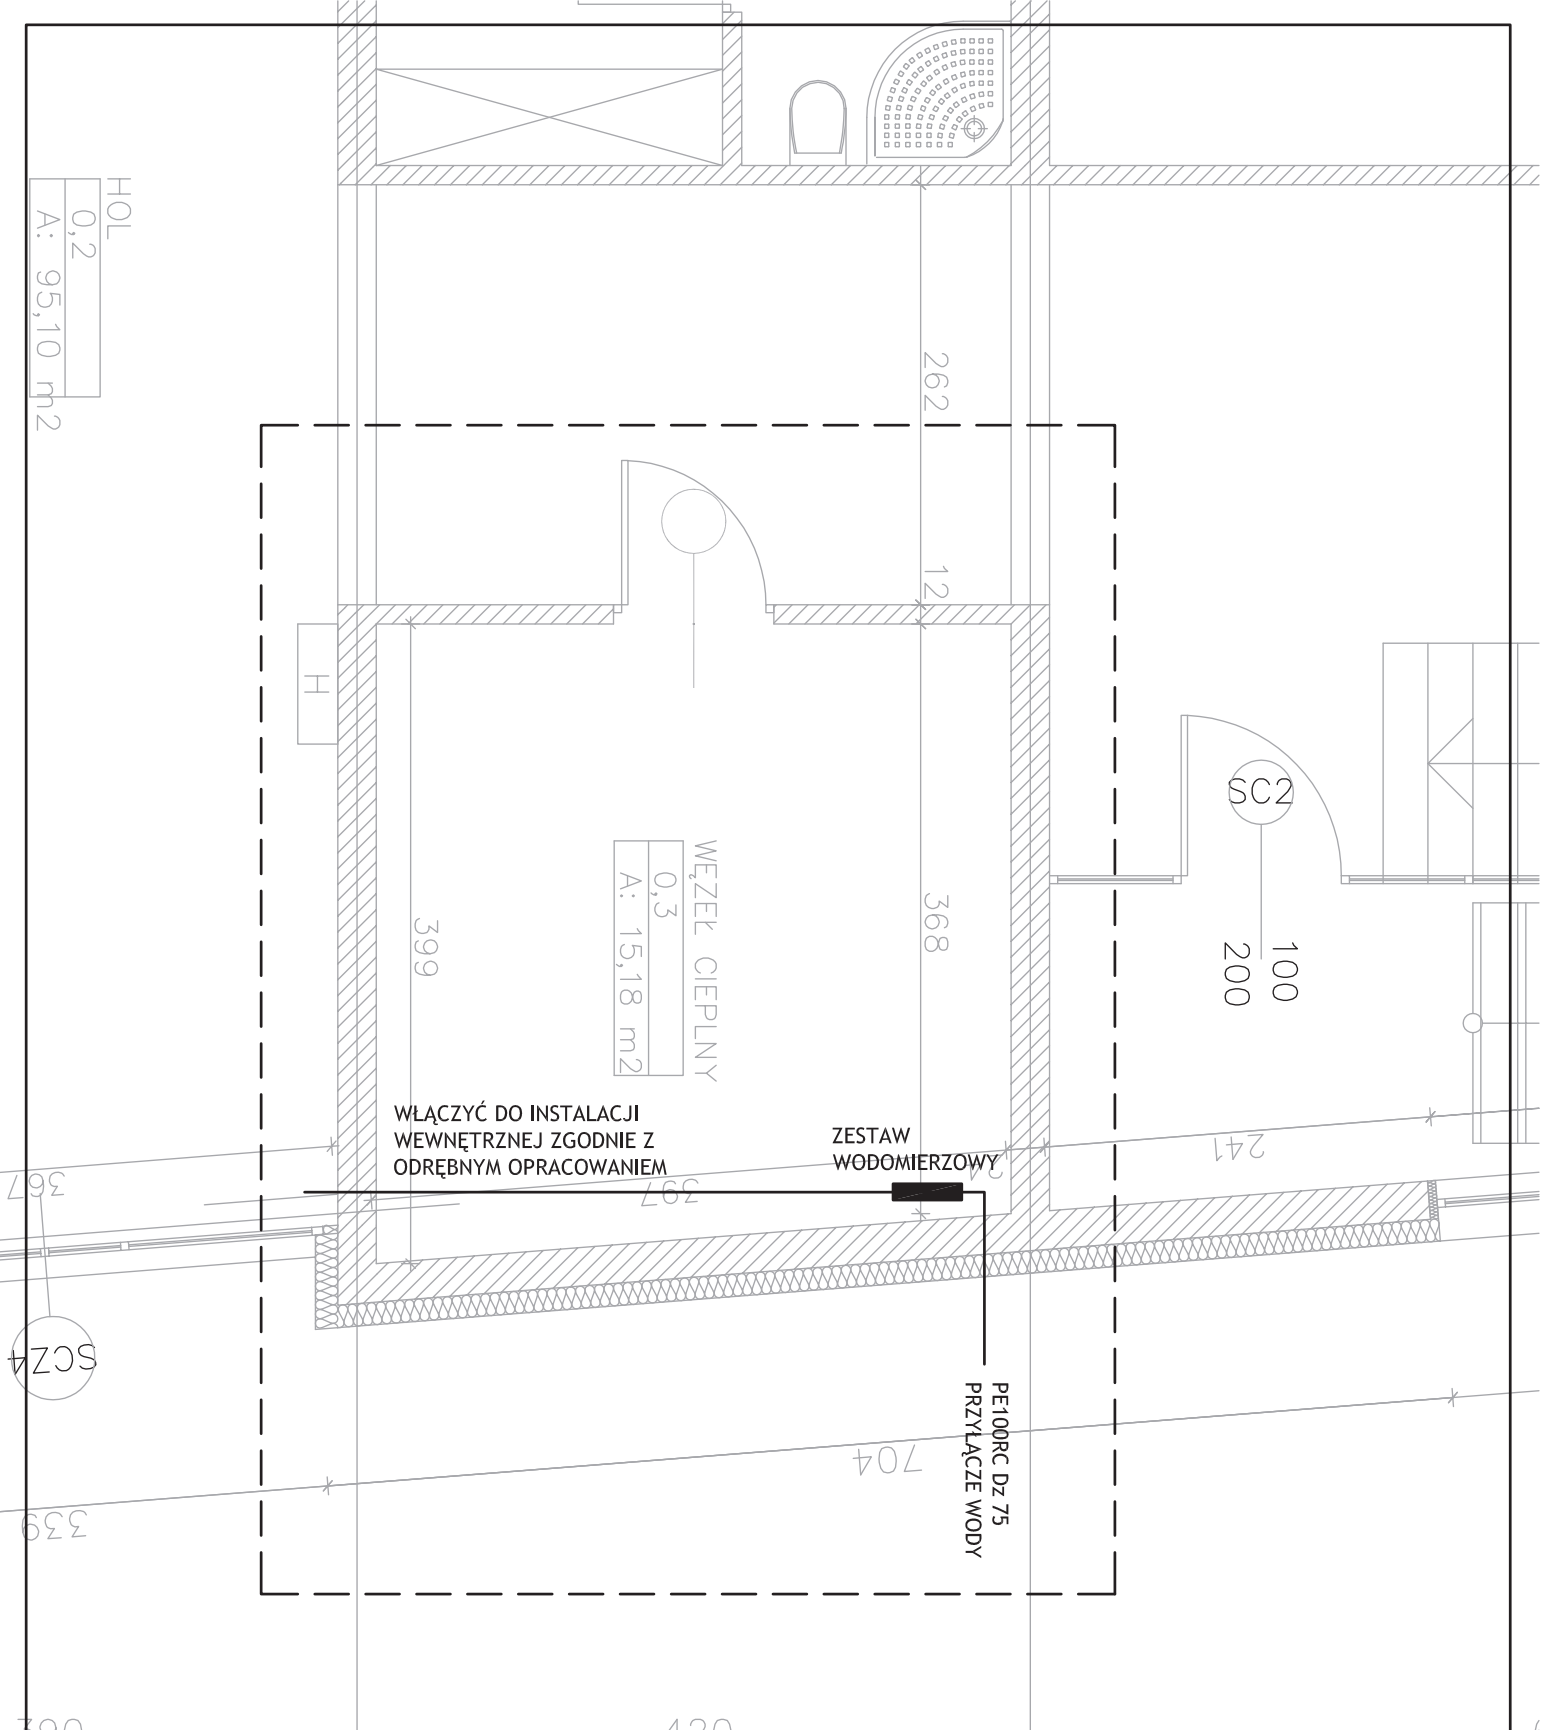 HOL
0,2
A: 95,10 m2
262
12
H
SC2
100
200
WĘZEŁ CIEPLNY
0,3
A: 15,18 m2
368
399
WŁĄCZYĆ DO INSTALACJI
WEWNĘTRZNEJ ZGODNIE Z
ODRĘBNYM OPRACOWANIEM
ZESTAW
WODOMIERZOWY
24
241
367
397
SCZ4
PE100RC Dz 75
PRZYŁĄCZE WODY
704
339